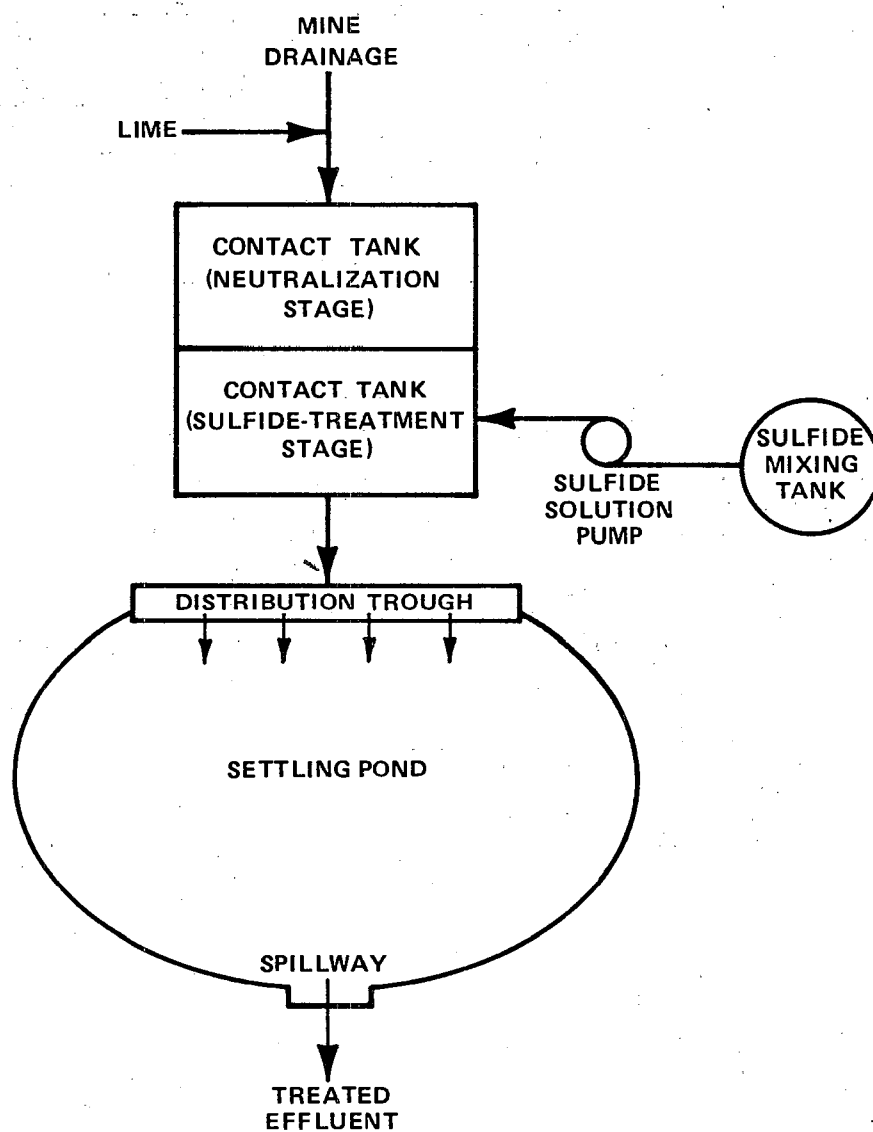 MINE
DRAINAGE
LIME
CONTACT TANK
(NEUTRALIZATION
STAGE)
CONTACT TANK
(SULFIDE-TREATMENT
STAGE)
SULFIDE
MIXING
TANK
SULFIDE
SOLUTION
PUMP
DISTRIBUTION TROUGH
SETTLING POND
SPILLWAY
TREATED
EFFLUENT